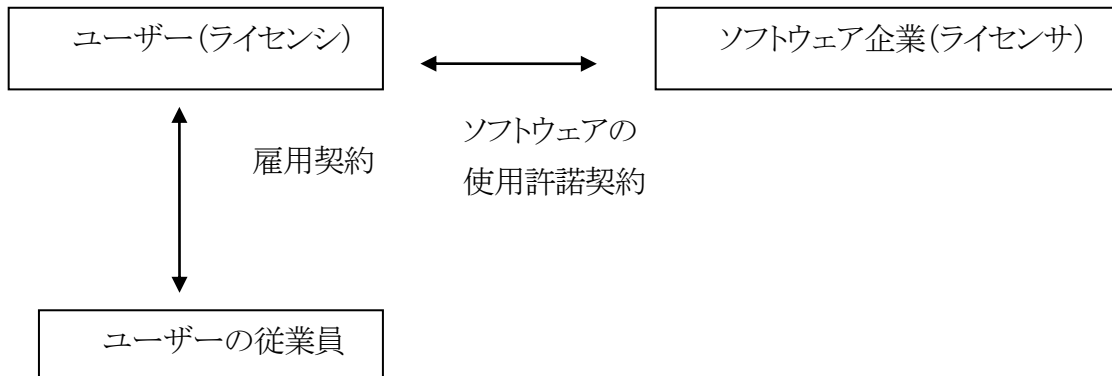 ユーザー(ライセンシ)
ソフトウェア企業(ライセンサ)
雇用契約
ソフトウェアの
使用許諾契約
ユーザーの従業員